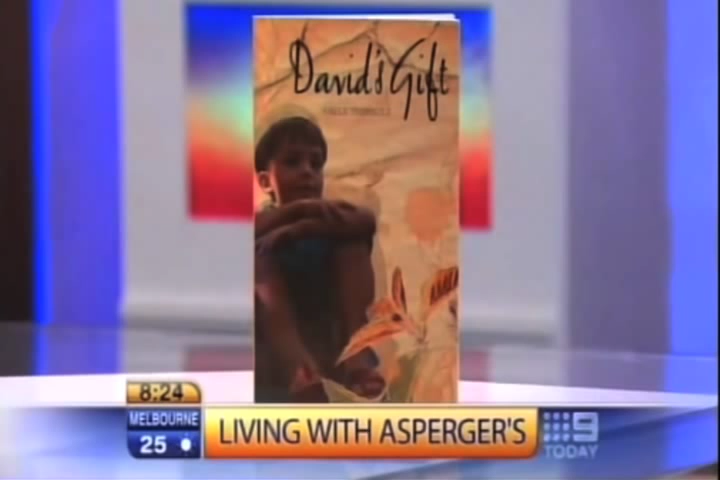 David's Gift
8:24
MELBOURNE
25
LIVING WITH ASPERGER'S
9
TODAY